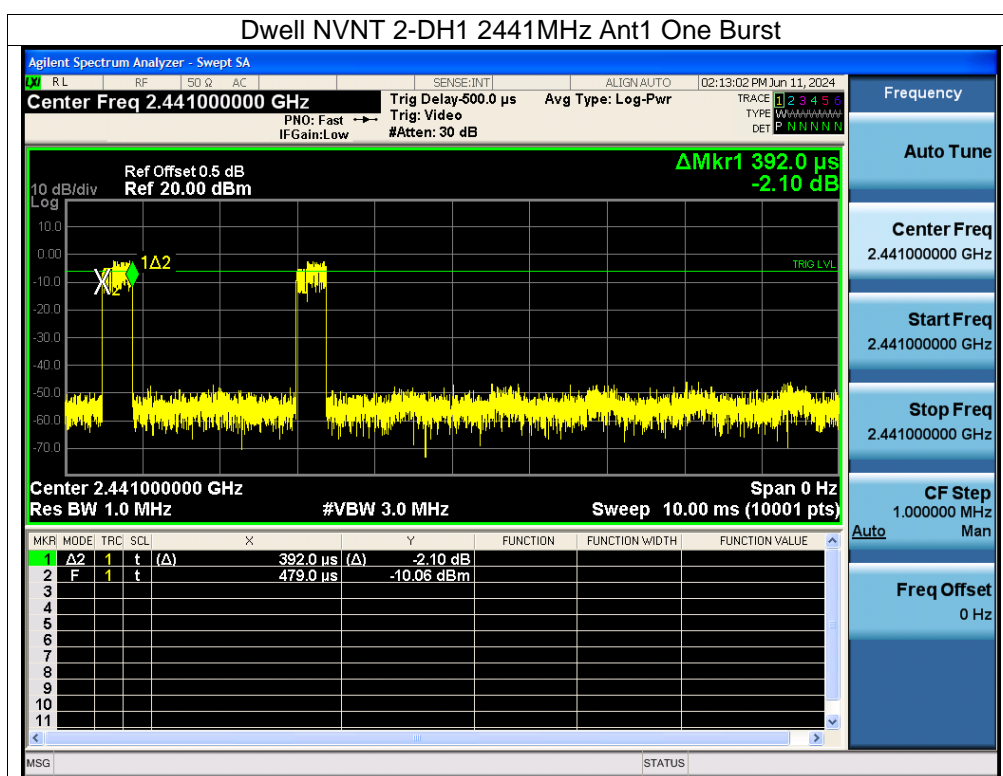 Dwell NVNT 2-DH1 2441MHz Ant1 One Burst
Agilent Spectrum Analyzer - Swept SA
LXI RL RF 50 Ω AC SENSE:INT ALIGN AUTO 02:13:02 PM Jun 11, 2024
Center Freq 2.441000000 GHz Trig Delay-500.0 µs Avg Type: Log-Pwr TRACE 1 2 3 4 5 6
PNO: Fast Trig: Video TYPE WWWWWW
IFGain:Low #Atten: 30 dB DET P N N N N N
Frequency
Auto Tune
Center Freq
2.441000000 GHz
Start Freq
2.441000000 GHz
Stop Freq
2.441000000 GHz
CF Step
1.000000 MHz
Auto Man
Freq Offset
0 Hz
ΔMkr1 392.0 µs
-2.10 dB
Ref Offset 0.5 dB
10 dB/div Ref 20.00 dBm
Log
10.0
0.00
-10.0
-20.0
-30.0
-40.0
-50.0
-60.0
-70.0
1Δ2
2
TRIG LVL
Center 2.441000000 GHz Span 0 Hz
Res BW 1.0 MHz #VBW 3.0 MHz Sweep 10.00 ms (10001 pts)
MKR MODE TRC SCL X Y FUNCTION FUNCTION WIDTH FUNCTION VALUE
1 Δ2 1 t (Δ) 392.0 µs (Δ) -2.10 dB
2 F 1 t 479.0 µs -10.06 dBm
3
4
5
6
7
8
9
10
11
MSG STATUS